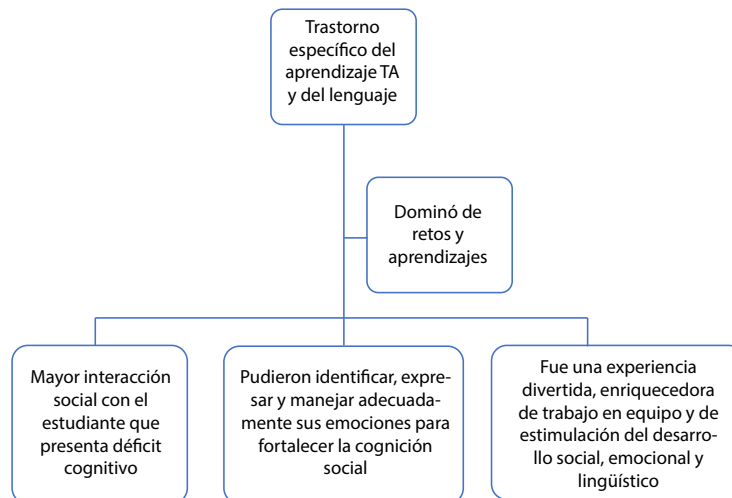 Trastorno
específico del
aprendizaje TA
y del lenguaje
Dominó de
retos y
aprendizajes
Mayor interacción
social con el
estudiante que
presenta déficit
cognitivo
Pudieron identificar, expre-
sar y manejar adecuada-
mente sus emociones para
fortalecer la cognición
social
Fue una experiencia
divertida, enriquecedora
de trabajo en equipo y de
estimulación del desarro-
llo social, emocional y
lingüístico